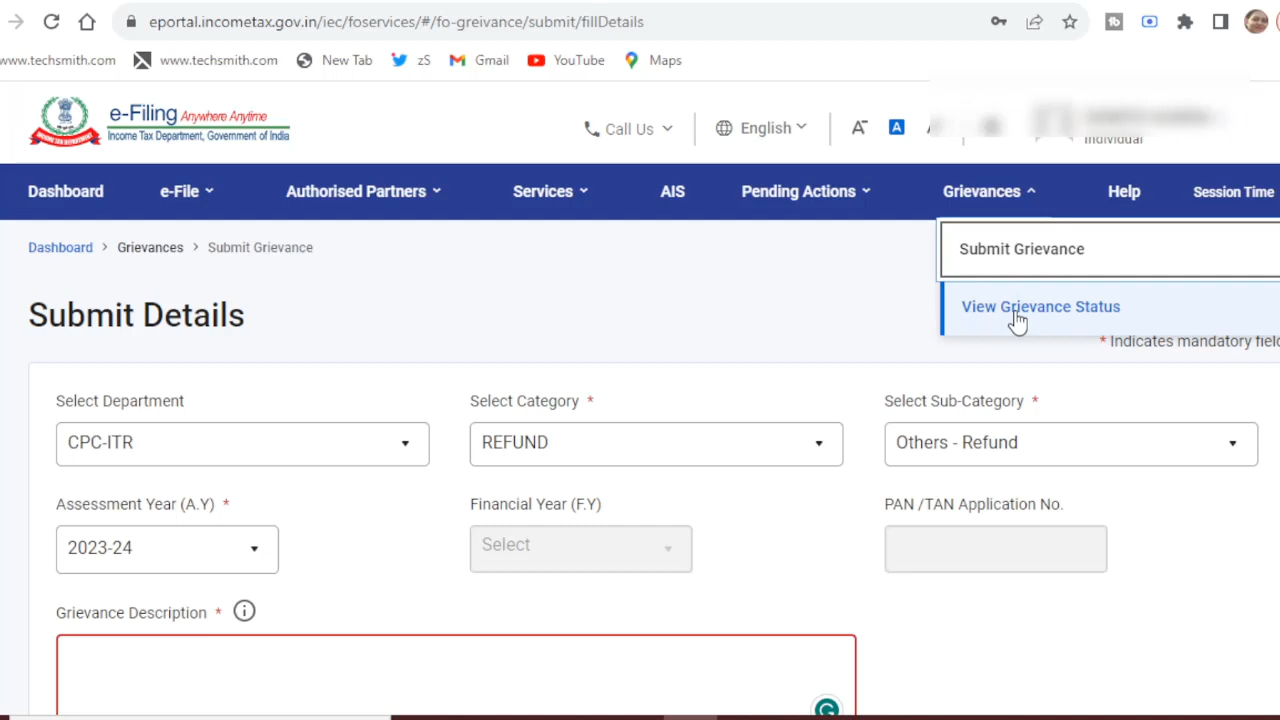 eportal.incometax.gov.in/iec/foservices/#/fo-greivance/submit/fillDetails
www.techsmith.com www.techsmith.com New Tab zS Gmail YouTube Maps
e-Filing Anywhere Anytime
Income Tax Department, Government of India
Call Us English A- A
Individual
Dashboard e-File Authorised Partners Services AIS Pending Actions Grievances Help Session Time
Dashboard > Grievances > Submit Grievance
Submit Grievance
View Grievance Status
Submit Details
* Indicates mandatory field
Select Department Select Category * Select Sub-Category *
CPC-ITR REFUND Others - Refund
Assessment Year (A.Y) * Financial Year (F.Y) PAN /TAN Application No.
2023-24 Select
Grievance Description *